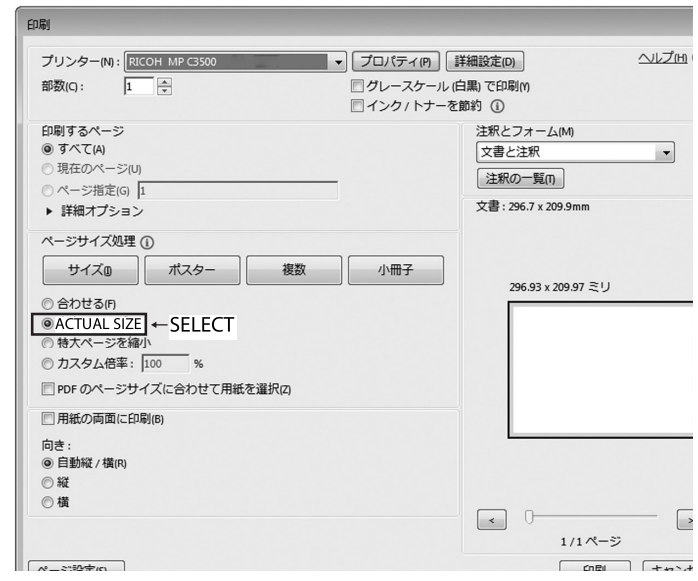 印刷
プリンター(N): RICOH MP C3500 プロパティ(P) 詳細設定(D) ヘルプ(H)
部数(C): 1 グレースケール (白黒) で印刷(Y)
インク / トナーを節約
印刷するページ
すべて(A)
現在のページ(U)
ページ指定(G) 1
詳細オプション
注釈とフォーム(M)
文書と注釈
注釈の一覧(T)
文書 : 296.7 x 209.9mm
ページサイズ処理
サイズ(I) ポスター 複数 小冊子
合わせる(F)
ACTUAL SIZE ←SELECT
特大ページを縮小
カスタム倍率: 100 %
PDF のページサイズに合わせて用紙を選択(Z)
296.93 x 209.97 ミリ
用紙の両面に印刷(B)
向き :
自動縦 / 横(R)
縦
横
< >
1 / 1 ページ
ページ設定(S)... 印刷 キャンセ